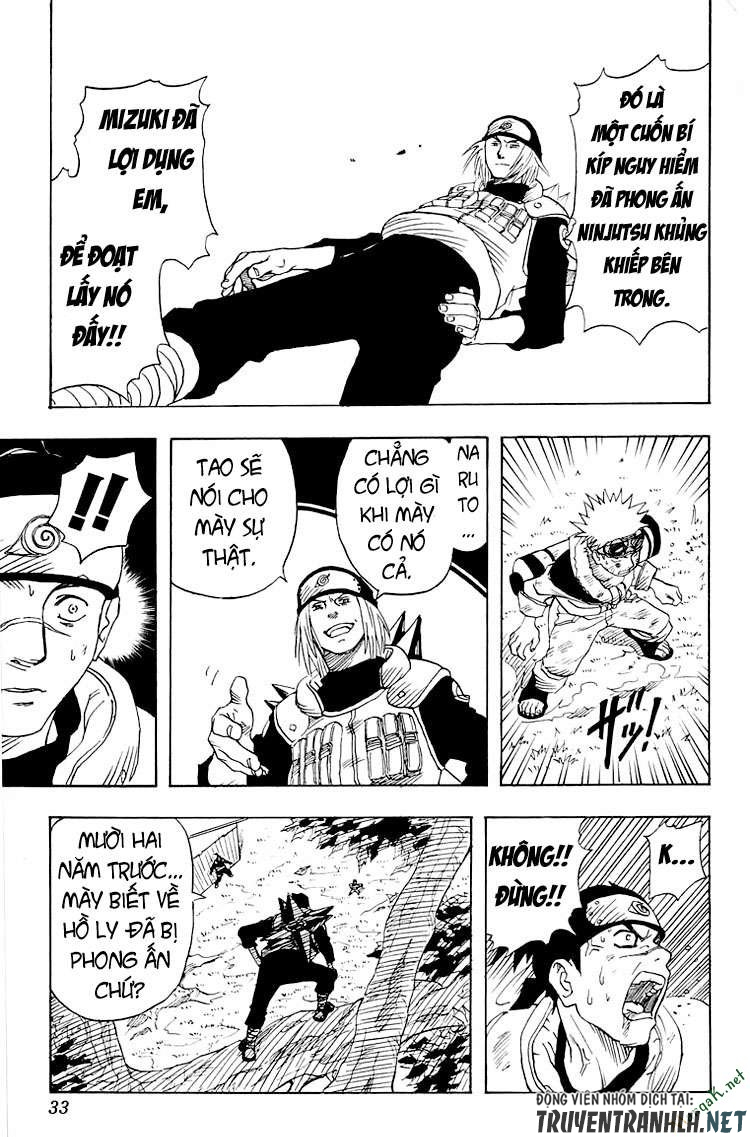 ĐÓ LÀ
MỘT CUỐN BÍ
KÍP NGUY HIỂM
ĐÃ PHONG ẤN
NINJUTSU KHỦNG
KHIẾP BÊN
TRONG.
MIZUKI ĐÃ
LỢI DỤNG
EM,
ĐỂ ĐOẠT
LẤY NÓ
ĐẤY!!
ザッ!
NA
RU
TO...
CHẲNG
CÓ LỢI GÌ
KHI MÀY
CÓ NÓ
CẢ.
TAO SẼ
NÓI CHO
MÀY SỰ
THẬT.
!!
K...
KHÔNG!!
ĐỪNG!!
MƯỜI HAI
NĂM TRƯỚC...
MÀY BIẾT VỀ
HỒ LY ĐÃ BỊ
PHONG ẤN
CHỨ?
33
ĐỘNG VIÊN NHÓM DỊCH TẠI:
TRUYENTRANHLH.NET